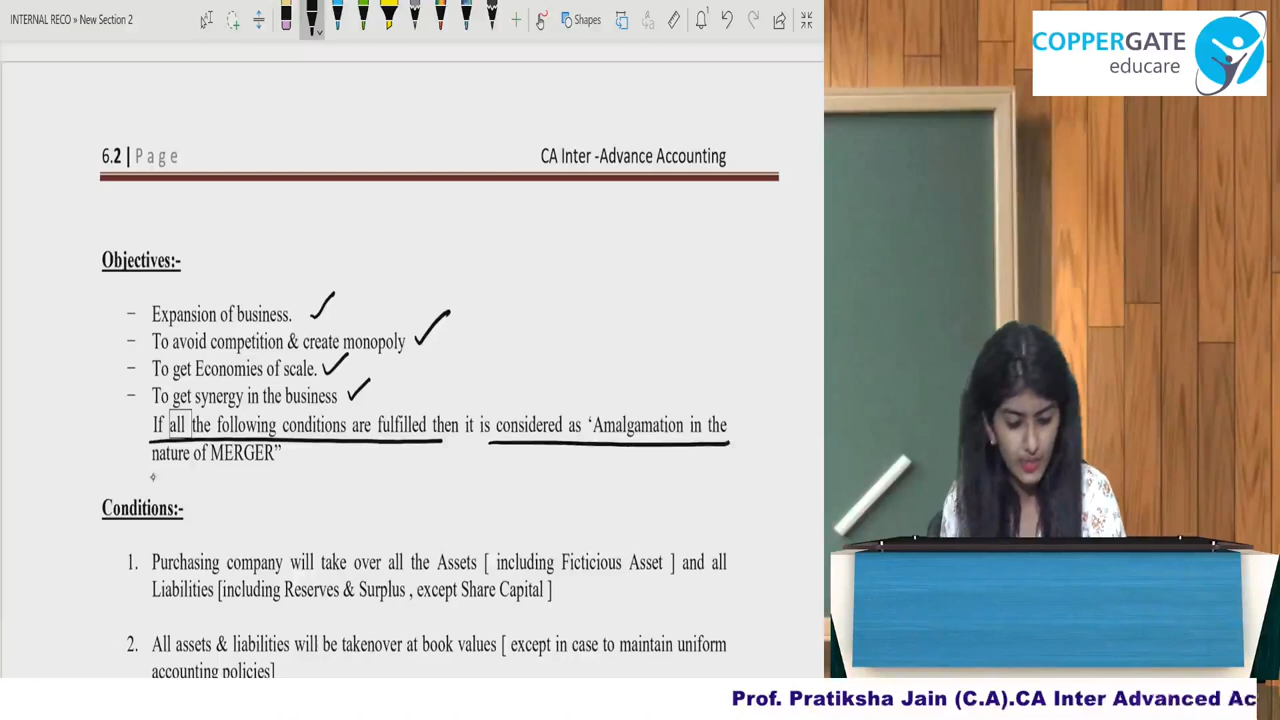 INTERNAL RECO » New Section 2
Shapes
COPPERGATE
educare
6.2 | P a g e
CA Inter -Advance Accounting
Objectives:-
− Expansion of business.
− To avoid competition & create monopoly
− To get Economies of scale.
− To get synergy in the business
If all the following conditions are fulfilled then it is considered as ‘Amalgamation in the
nature of MERGER”
Conditions:-
1. Purchasing company will take over all the Assets [ including Ficticious Asset ] and all
Liabilities [including Reserves & Surplus , except Share Capital ]
2. All assets & liabilities will be takenover at book values [ except in case to maintain uniform
accounting policies]
Prof. Pratiksha Jain (C.A).CA Inter Advanced Ac